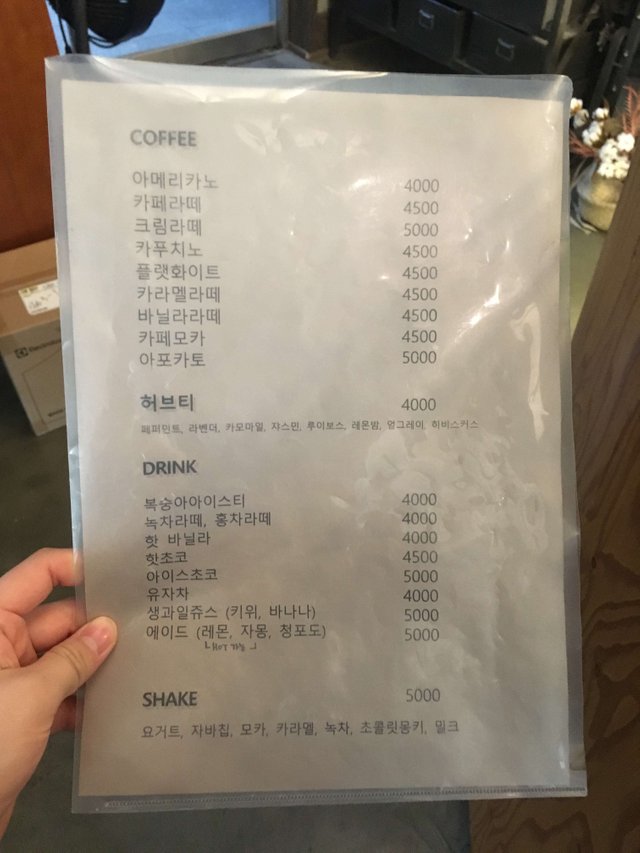 COFFEE
아메리카노 4000
카페라떼 4500
크림라떼 5000
카푸치노 4500
플랫화이트 4500
카라멜라떼 4500
바닐라라떼 4500
카페모카 4500
아포카토 5000
허브티 4000
페퍼민트, 라벤더, 카모마일, 쟈스민, 루이보스, 레몬밤, 얼그레이, 히비스커스
DRINK
복숭아아이스티 4000
녹차라떼, 홍차라떼 4000
핫 바닐라 4000
핫초코 4500
아이스초코 5000
유자차 4000
생과일쥬스 (키위, 바나나) 5000
에이드 (레몬, 자몽, 청포도) 5000
HOT 가능
SHAKE 5000
요거트, 자바칩, 모카, 카라멜, 녹차, 초콜릿몽키, 밀크